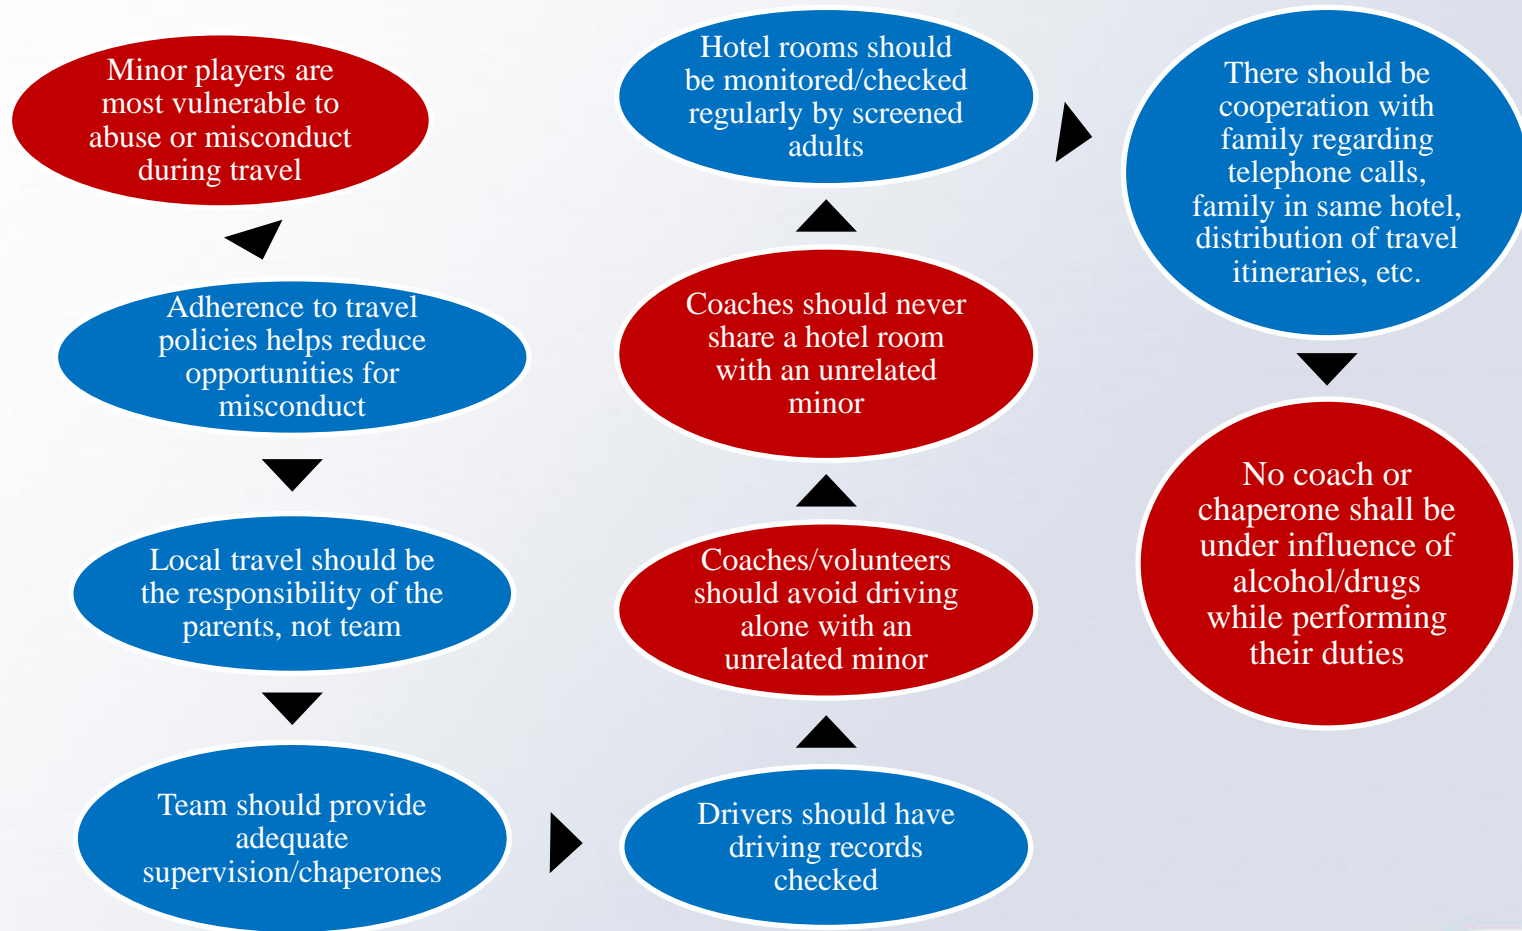 Minor players are
most vulnerable to
abuse or misconduct
during travel
Adherence to travel
policies helps reduce
opportunities for
misconduct
Local travel should be
the responsibility of the
parents, not team
Team should provide
adequate
supervision/chaperones
Drivers should have
driving records
checked
Coaches/volunteers
should avoid driving
alone with an
unrelated minor
Coaches should never
share a hotel room
with an unrelated
minor
Hotel rooms should
be monitored/checked
regularly by screened
adults
There should be
cooperation with
family regarding
telephone calls,
family in same hotel,
distribution of travel
itineraries, etc.
No coach or
chaperone shall be
under influence of
alcohol/drugs
while performing
their duties